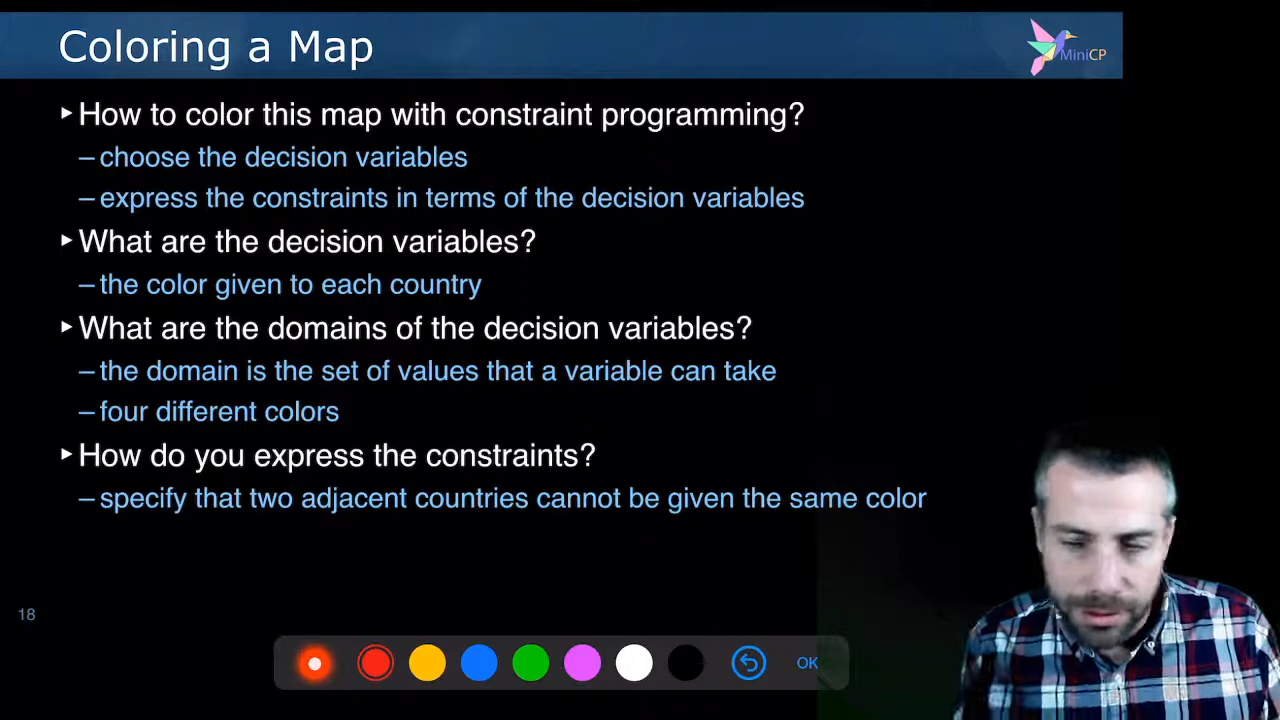 Coloring a Map
MiniCP
▸How to color this map with constraint programming?
–choose the decision variables
–express the constraints in terms of the decision variables
▸What are the decision variables?
–the color given to each country
▸What are the domains of the decision variables?
–the domain is the set of values that a variable can take
–four different colors
▸How do you express the constraints?
–specify that two adjacent countries cannot be given the same color
18
OK